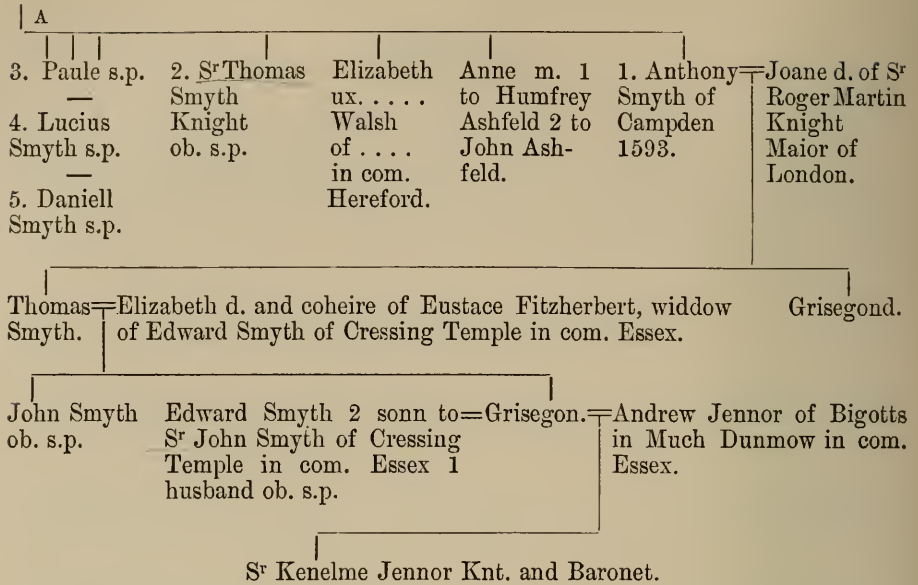 A
3. Paule s.p.
—
4. Lucius
Smyth s.p.
—
5. Daniell
Smyth s.p.
2. Sʳ Thomas
Smyth
Knight
ob. s.p.
Elizabeth
ux. . . . .
Walsh
of . . . .
in com.
Hereford.
Anne m. 1
to Humfrey
Ashfeld 2 to
John Ash-
feld.
1. Anthony
Smyth of
Campden
1593.
Joane d. of Sʳ
Roger Martin
Knight
Maior of
London.
Thomas
Smyth.
Elizabeth d. and coheire of Eustace Fitzherbert, widdow
of Edward Smyth of Cressing Temple in com. Essex.
Grisegond.
John Smyth
ob. s.p.
Edward Smyth 2 sonn to
Sʳ John Smyth of Cressing
Temple in com. Essex 1
husband ob. s.p.
Grisegon.
Andrew Jennor of Bigotts
in Much Dunmow in com.
Essex.
Sʳ Kenelme Jennor Knt. and Baronet.